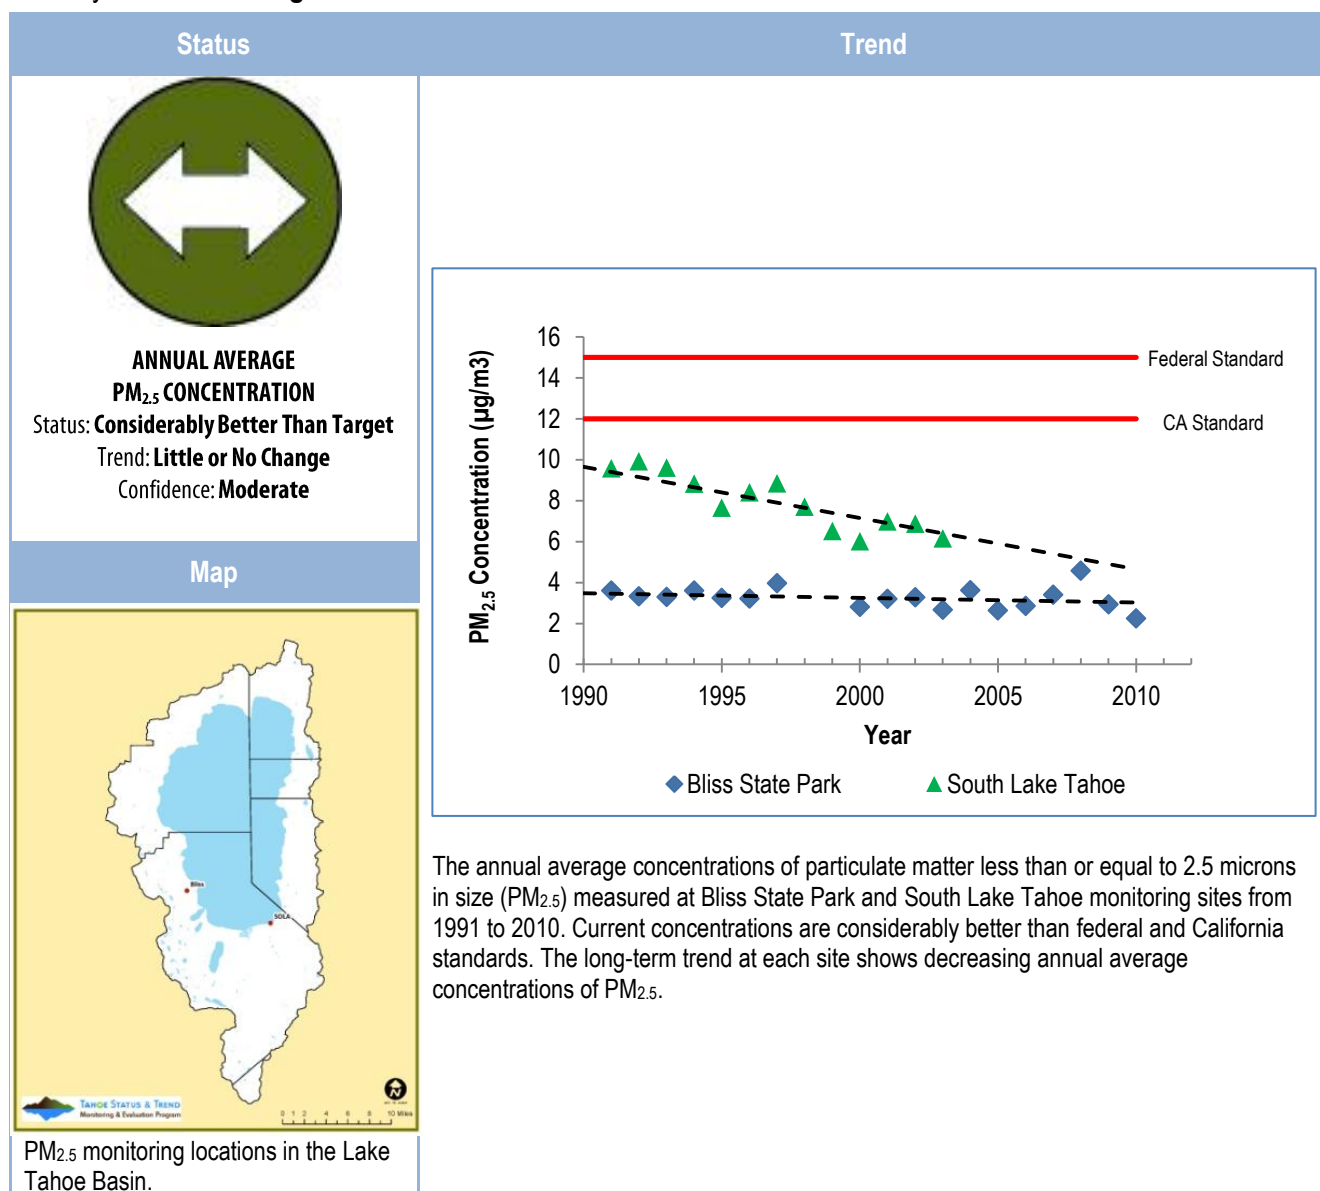 Status
Trend
ANNUAL AVERAGE
PM2.5 CONCENTRATION
Status: Considerably Better Than Target
Trend: Little or No Change
Confidence: Moderate
Map
Bliss
SOLA
TAHOE STATUS & TREND
Monitoring & Evaluation Program
N
0 1 2 4 6 8 10 Miles
PM2.5 monitoring locations in the Lake
Tahoe Basin.
PM2.5 Concentration (µg/m3)
16
14
12
10
8
6
4
2
0
Federal Standard
CA Standard
1990 1995 2000 2005 2010
Year
Bliss State Park South Lake Tahoe
The annual average concentrations of particulate matter less than or equal to 2.5 microns
in size (PM2.5) measured at Bliss State Park and South Lake Tahoe monitoring sites from
1991 to 2010. Current concentrations are considerably better than federal and California
standards. The long-term trend at each site shows decreasing annual average
concentrations of PM2.5.